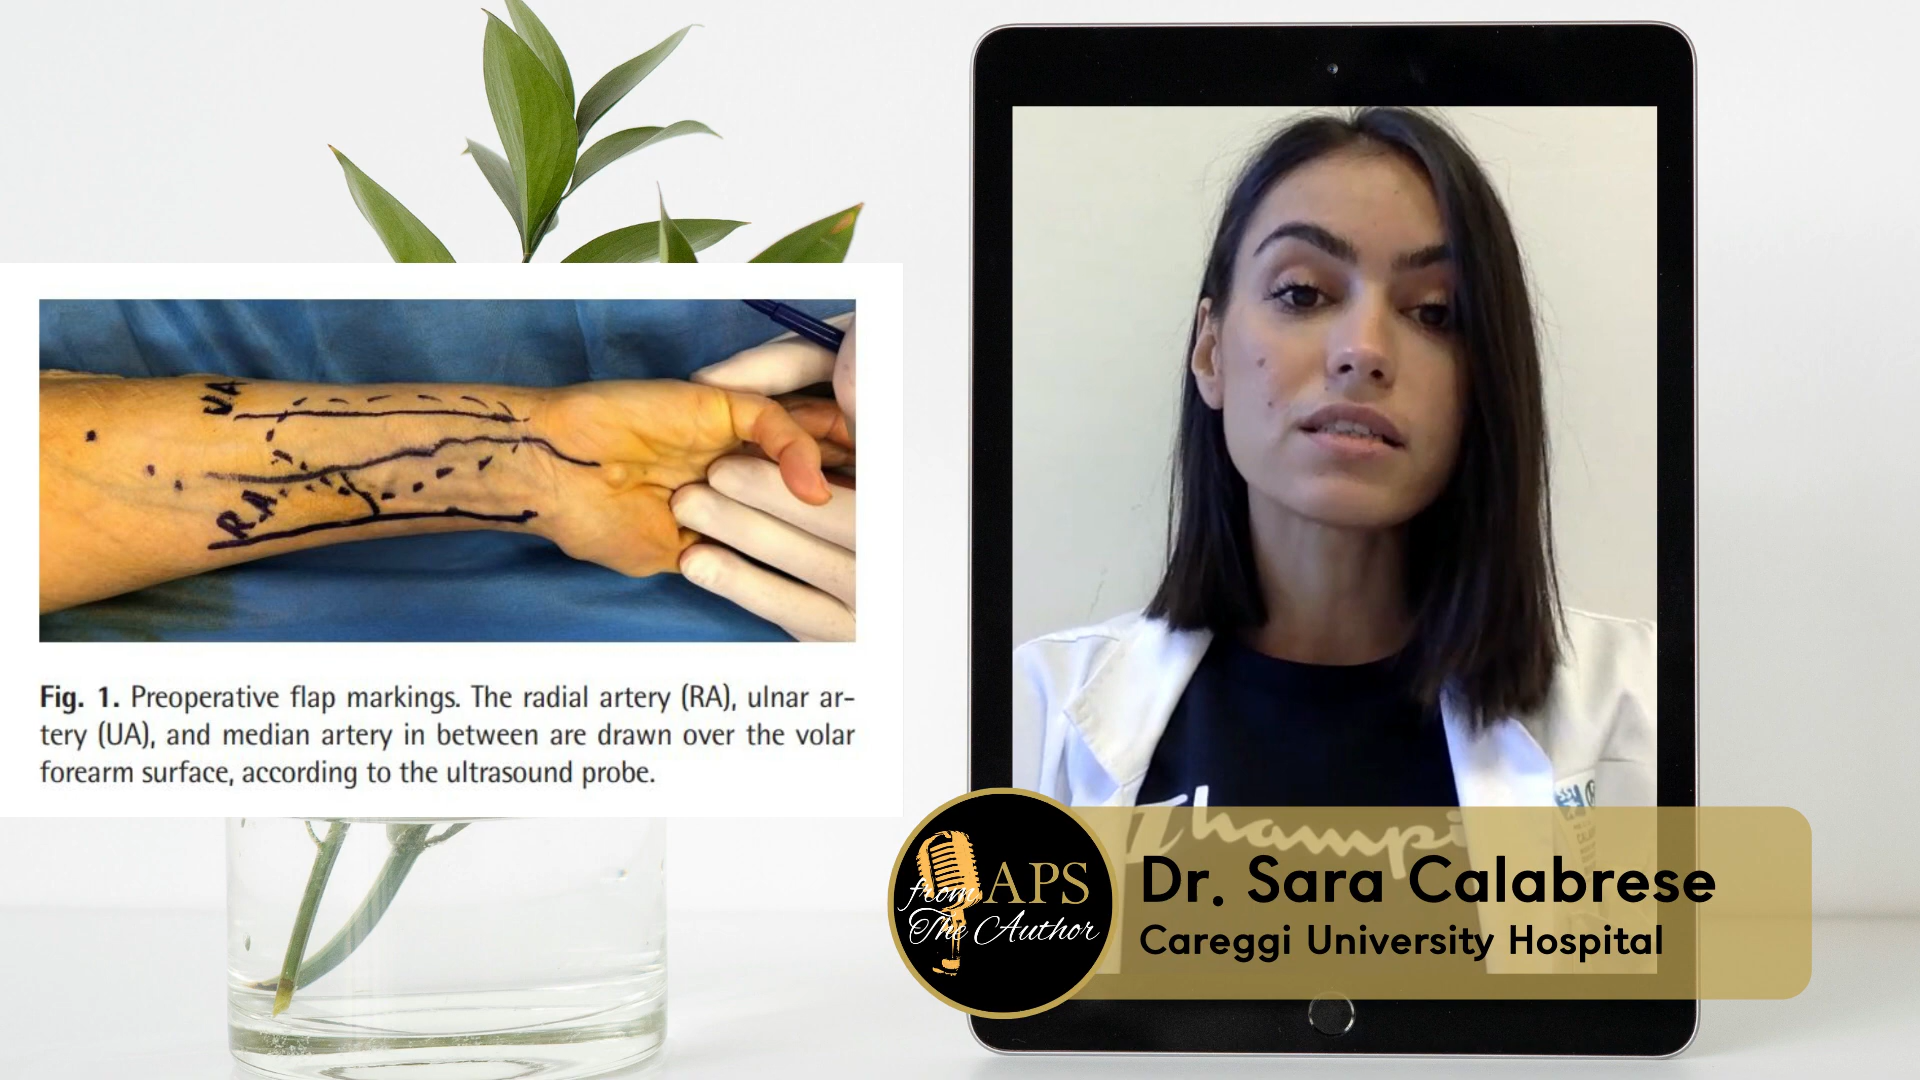 UA
RA
Fig. 1. Preoperative flap markings. The radial artery (RA), ulnar ar-
tery (UA), and median artery in between are drawn over the volar
forearm surface, according to the ultrasound probe.
Champi
from APS
The Author
Dr. Sara Calabrese
Careggi University Hospital